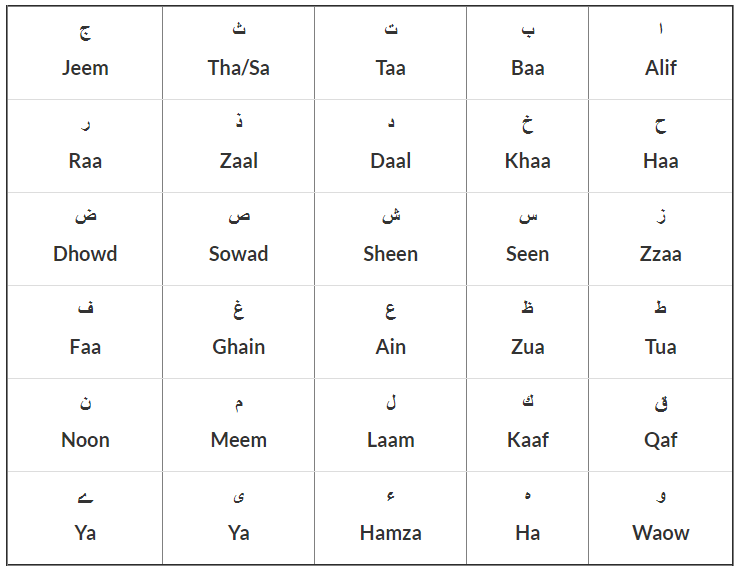 ا
Alif
ب
Baa
ت
Taa
ث
Tha/Sa
ج
Jeem
ح
Haa
خ
Khaa
د
Daal
ذ
Zaal
ر
Raa
ز
Zzaa
س
Seen
ش
Sheen
ص
Sowad
ض
Dhowd
ط
Tua
ظ
Zua
ع
Ain
غ
Ghain
ف
Faa
ق
Qaf
ك
Kaaf
ل
Laam
م
Meem
ن
Noon
و
Waow
ه
Ha
ء
Hamza
ى
Ya
ے
Ya